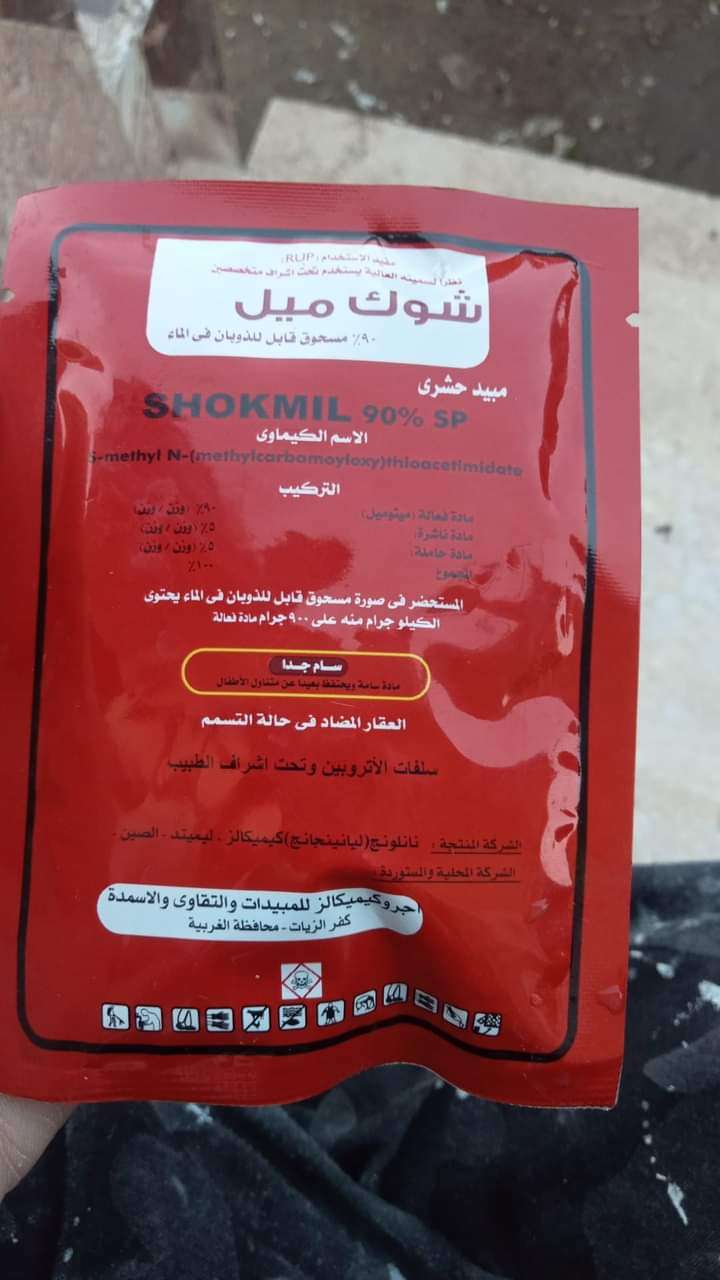 مقيد الاستخدام (RUP)
نظرا لسميته العالية يستخدم تحت اشراف متخصصين
شوك ميل
٩٠٪ مسحوق قابل للذوبان فى الماء
مبيد حشرى
SHOKMIL 90% SP
الاسم الكيماوى
S-methyl N-(methylcarbamoyloxy)thioacetimidate
التركيب
مادة فعالة (ميثوميل) ٩٠٪ (وزن / وزن)
مادة ناشرة: ٥٪ (وزن / وزن)
مادة حاملة: ٥٪ (وزن / وزن)
المجموع ١٠٠٪
المستحضر فى صورة مسحوق قابل للذوبان فى الماء يحتوى
الكيلو جرام منه على ٩٠٠ جرام مادة فعالة
سام جدا
مادة سامة ويحتفظ بعيدا عن متناول الأطفال
العقار المضاد فى حالة التسمم
سلفات الأتروبين وتحت اشراف الطبيب
الشركة المنتجة : نانلونج (ليانينجانج) كيميكالز . ليميتد - الصين -
الشركة المحلية والمستوردة :
اجروكيميكالز للمبيدات والتقاوى والاسمدة
كفر الزيات - محافظة الغربية